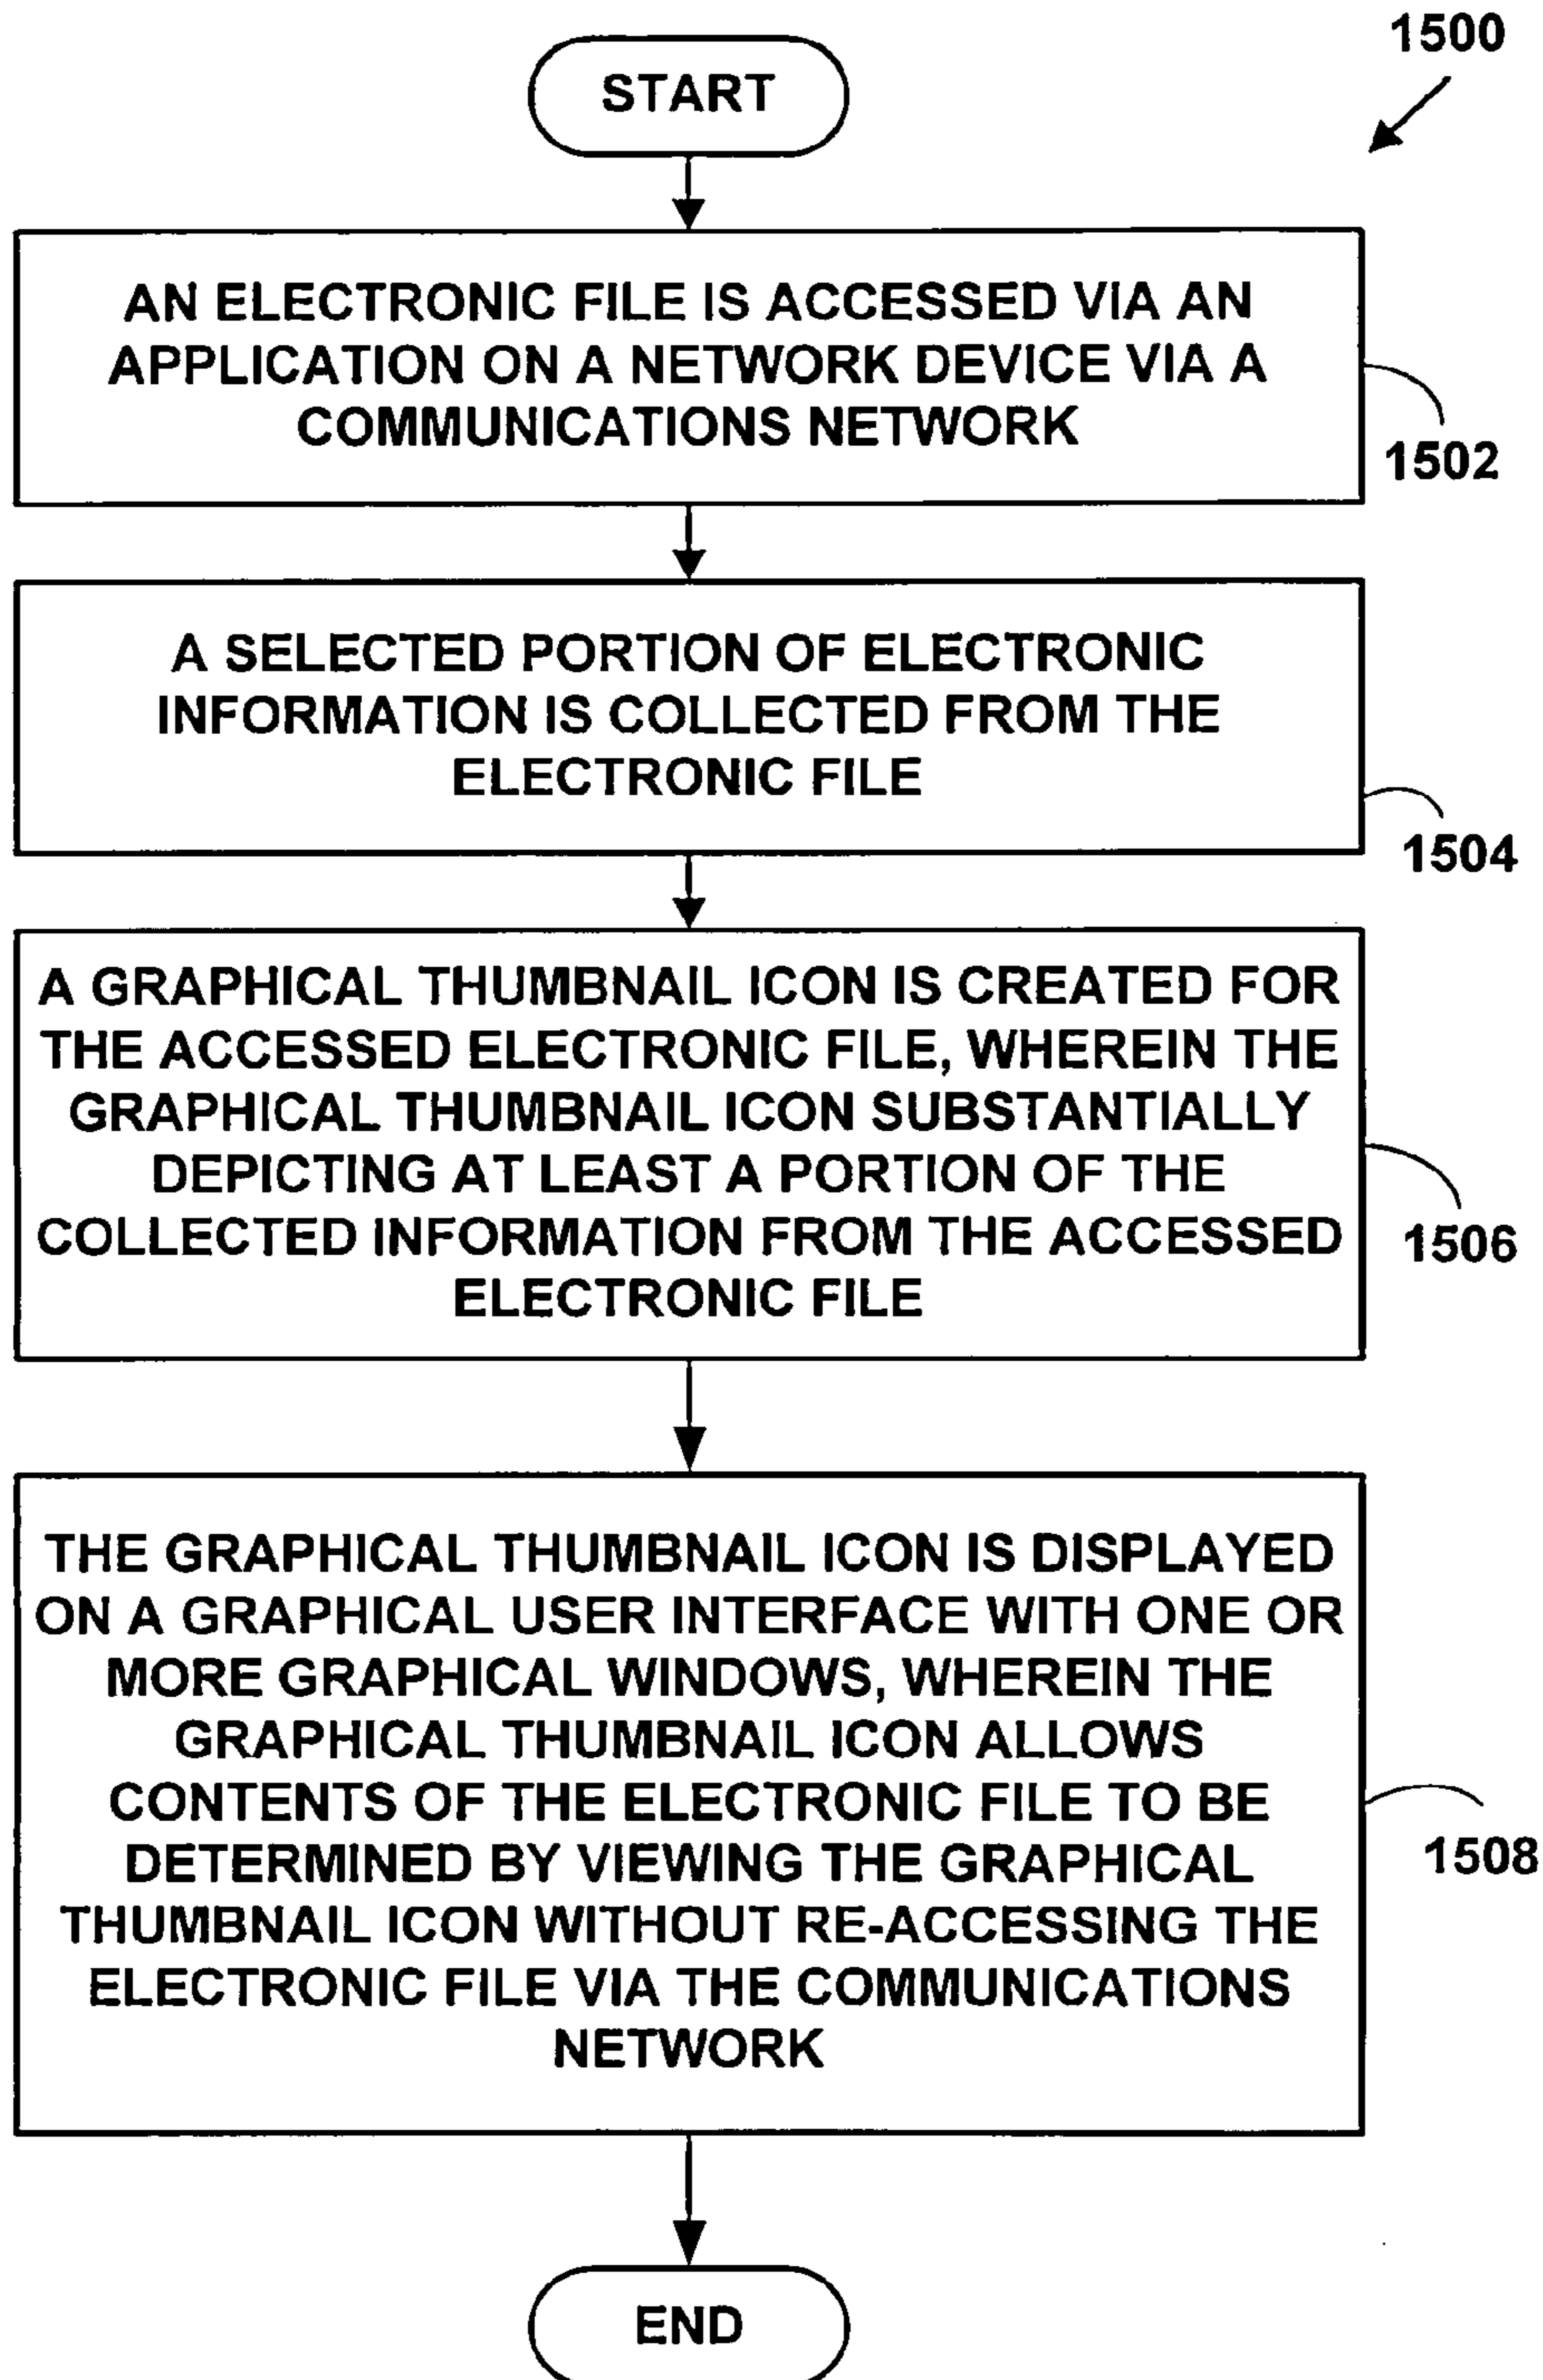 1500
START
AN ELECTRONIC FILE IS ACCESSED VIA AN
APPLICATION ON A NETWORK DEVICE VIA A
COMMUNICATIONS NETWORK
1502
A SELECTED PORTION OF ELECTRONIC
INFORMATION IS COLLECTED FROM THE
ELECTRONIC FILE
1504
A GRAPHICAL THUMBNAIL ICON IS CREATED FOR
THE ACCESSED ELECTRONIC FILE, WHEREIN THE
GRAPHICAL THUMBNAIL ICON SUBSTANTIALLY
DEPICTING AT LEAST A PORTION OF THE
COLLECTED INFORMATION FROM THE ACCESSED
ELECTRONIC FILE
1506
THE GRAPHICAL THUMBNAIL ICON IS DISPLAYED
ON A GRAPHICAL USER INTERFACE WITH ONE OR
MORE GRAPHICAL WINDOWS, WHEREIN THE
GRAPHICAL THUMBNAIL ICON ALLOWS
CONTENTS OF THE ELECTRONIC FILE TO BE
DETERMINED BY VIEWING THE GRAPHICAL
THUMBNAIL ICON WITHOUT RE-ACCESSING THE
ELECTRONIC FILE VIA THE COMMUNICATIONS
NETWORK
1508
END